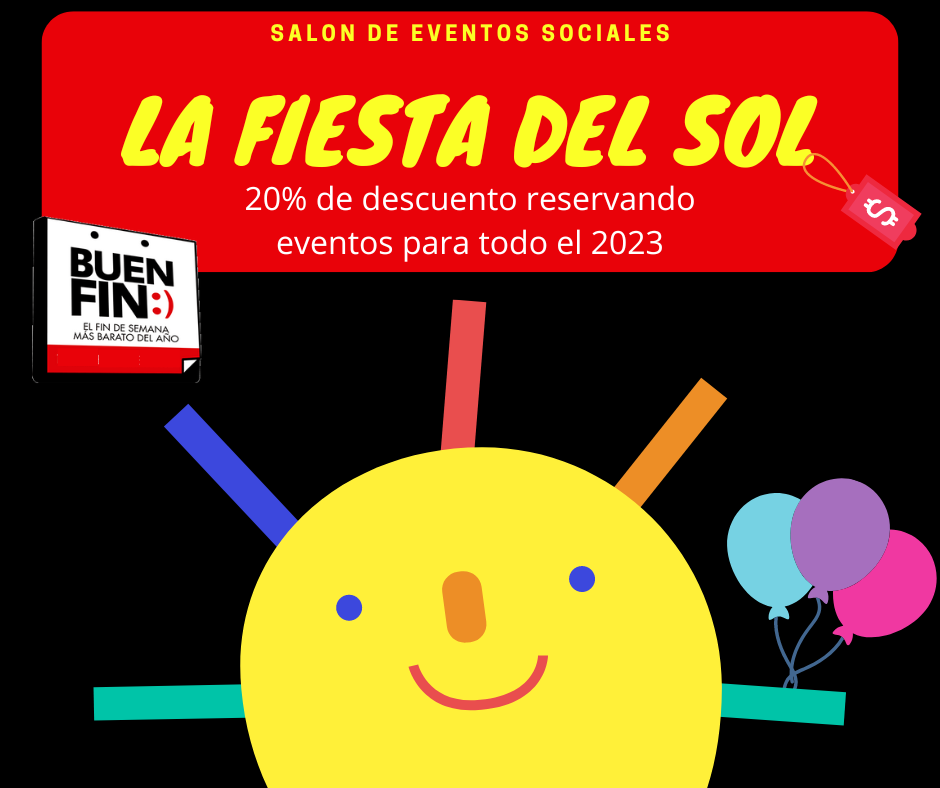 SALON DE EVENTOS SOCIALES
LA FIESTA DEL SOL
20% de descuento reservando
eventos para todo el 2023
$
BUEN
FIN:)
EL FIN DE SEMANA
MÁS BARATO DEL AÑO